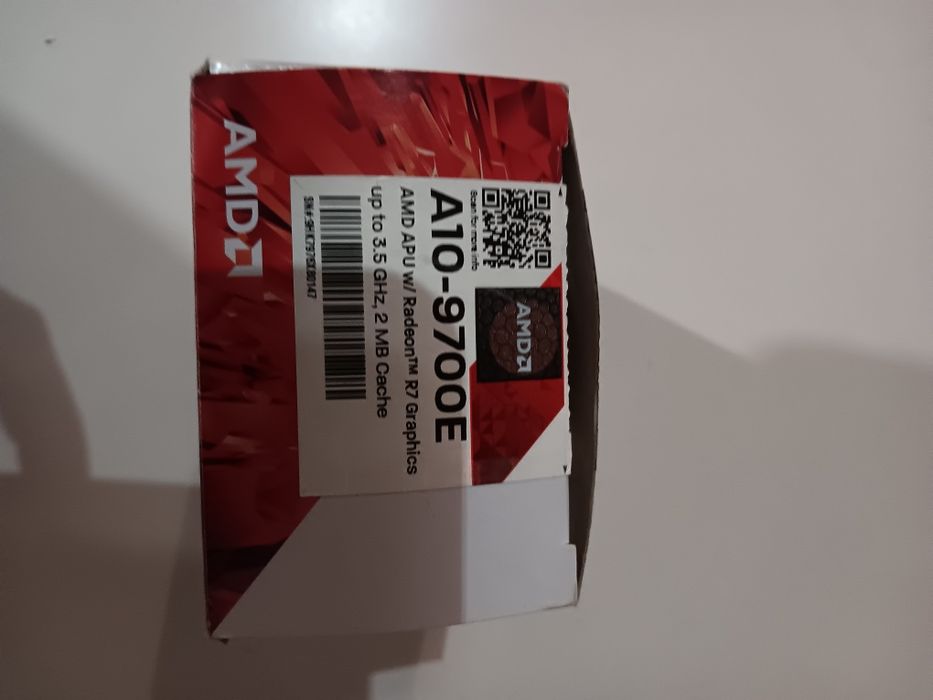 Scan for more info
AMD
A10-9700E
AMD APU w/ Radeon™ R7 Graphics
up to 3.5 GHz, 2 MB Cache
AMD